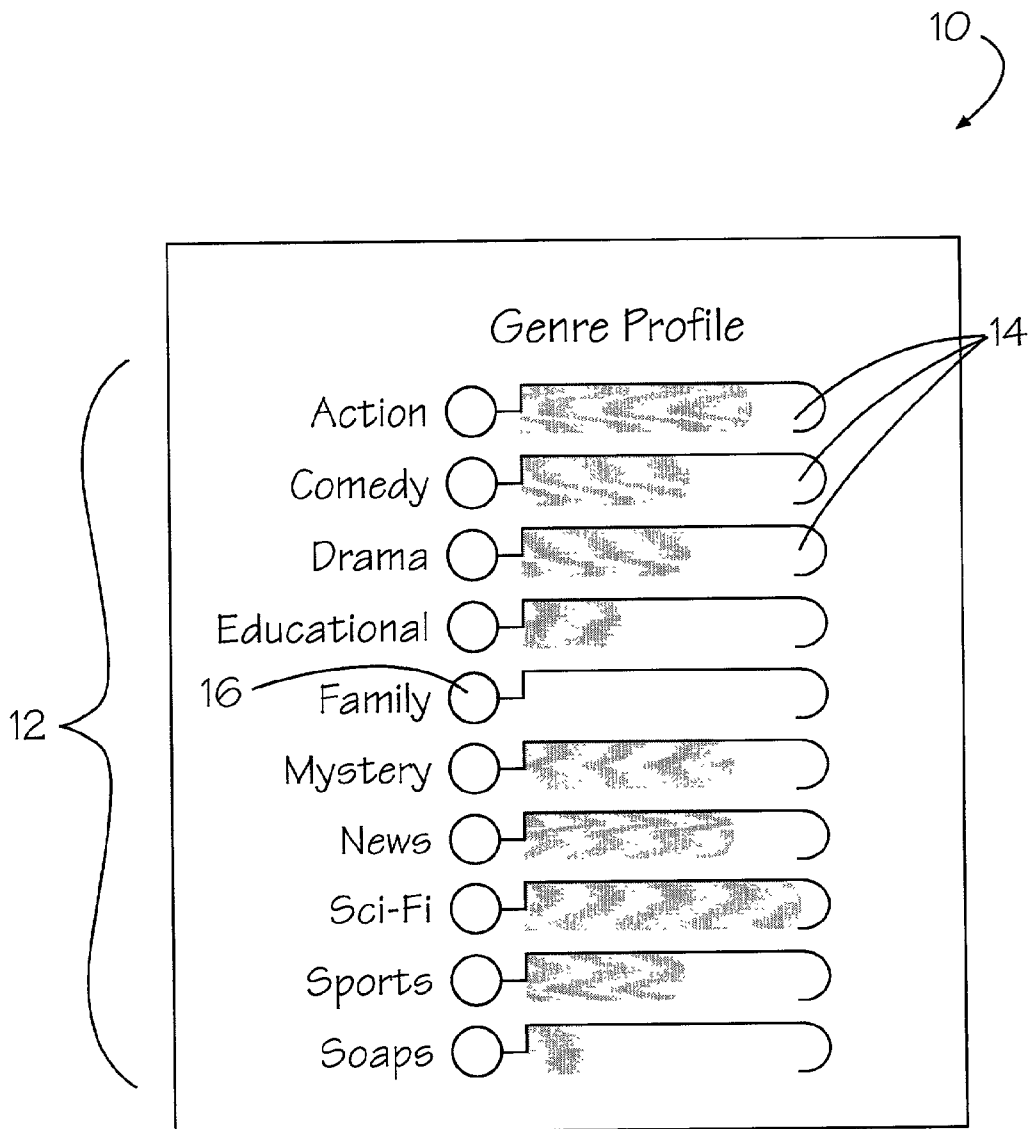 10
Genre Profile
14
Action
Comedy
Drama
Educational
16
Family
12
Mystery
News
Sci-Fi
Sports
Soaps